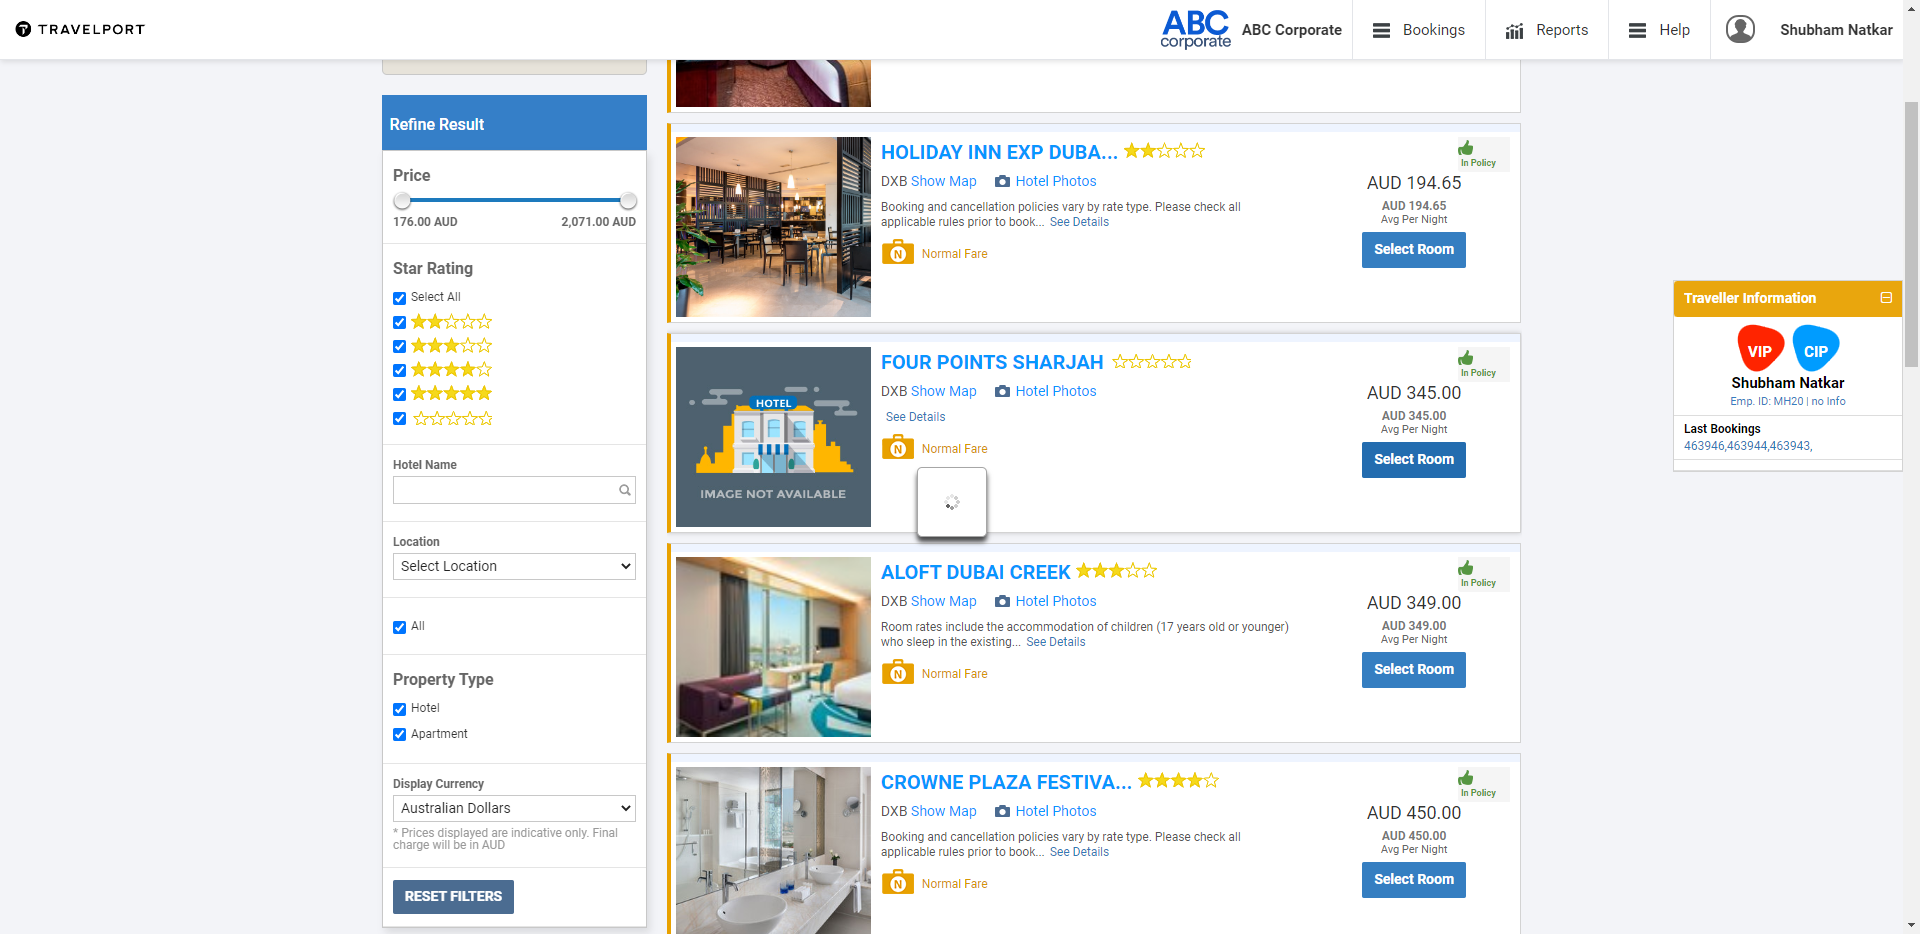 TRAVELPORT
ABC
corporate
ABC Corporate
Bookings
Reports
Help
Shubham Natkar
Refine Result
Price
176.00 AUD
2,071.00 AUD
Star Rating
Select All
Hotel Name
Location
Select Location
All
Property Type
Hotel
Apartment
Display Currency
Australian Dollars
* Prices displayed are indicative only. Final
charge will be in AUD
RESET FILTERS
HOLIDAY INN EXP DUBA...
DXB Show Map
Hotel Photos
Booking and cancellation policies vary by rate type. Please check all
applicable rules prior to book... See Details
N
Normal Fare
In Policy
AUD 194.65
AUD 194.65
Avg Per Night
Select Room
HOTEL
IMAGE NOT AVAILABLE
FOUR POINTS SHARJAH
DXB Show Map
Hotel Photos
See Details
N
Normal Fare
In Policy
AUD 345.00
AUD 345.00
Avg Per Night
Select Room
ALOFT DUBAI CREEK
DXB Show Map
Hotel Photos
Room rates include the accommodation of children (17 years old or younger)
who sleep in the existing... See Details
N
Normal Fare
In Policy
AUD 349.00
AUD 349.00
Avg Per Night
Select Room
CROWNE PLAZA FESTIVA...
DXB Show Map
Hotel Photos
Booking and cancellation policies vary by rate type. Please check all
applicable rules prior to book... See Details
N
Normal Fare
In Policy
AUD 450.00
AUD 450.00
Avg Per Night
Select Room
Traveller Information
VIP
CIP
Shubham Natkar
Emp. ID: MH20 | no Info
Last Bookings
463946,463944,463943,